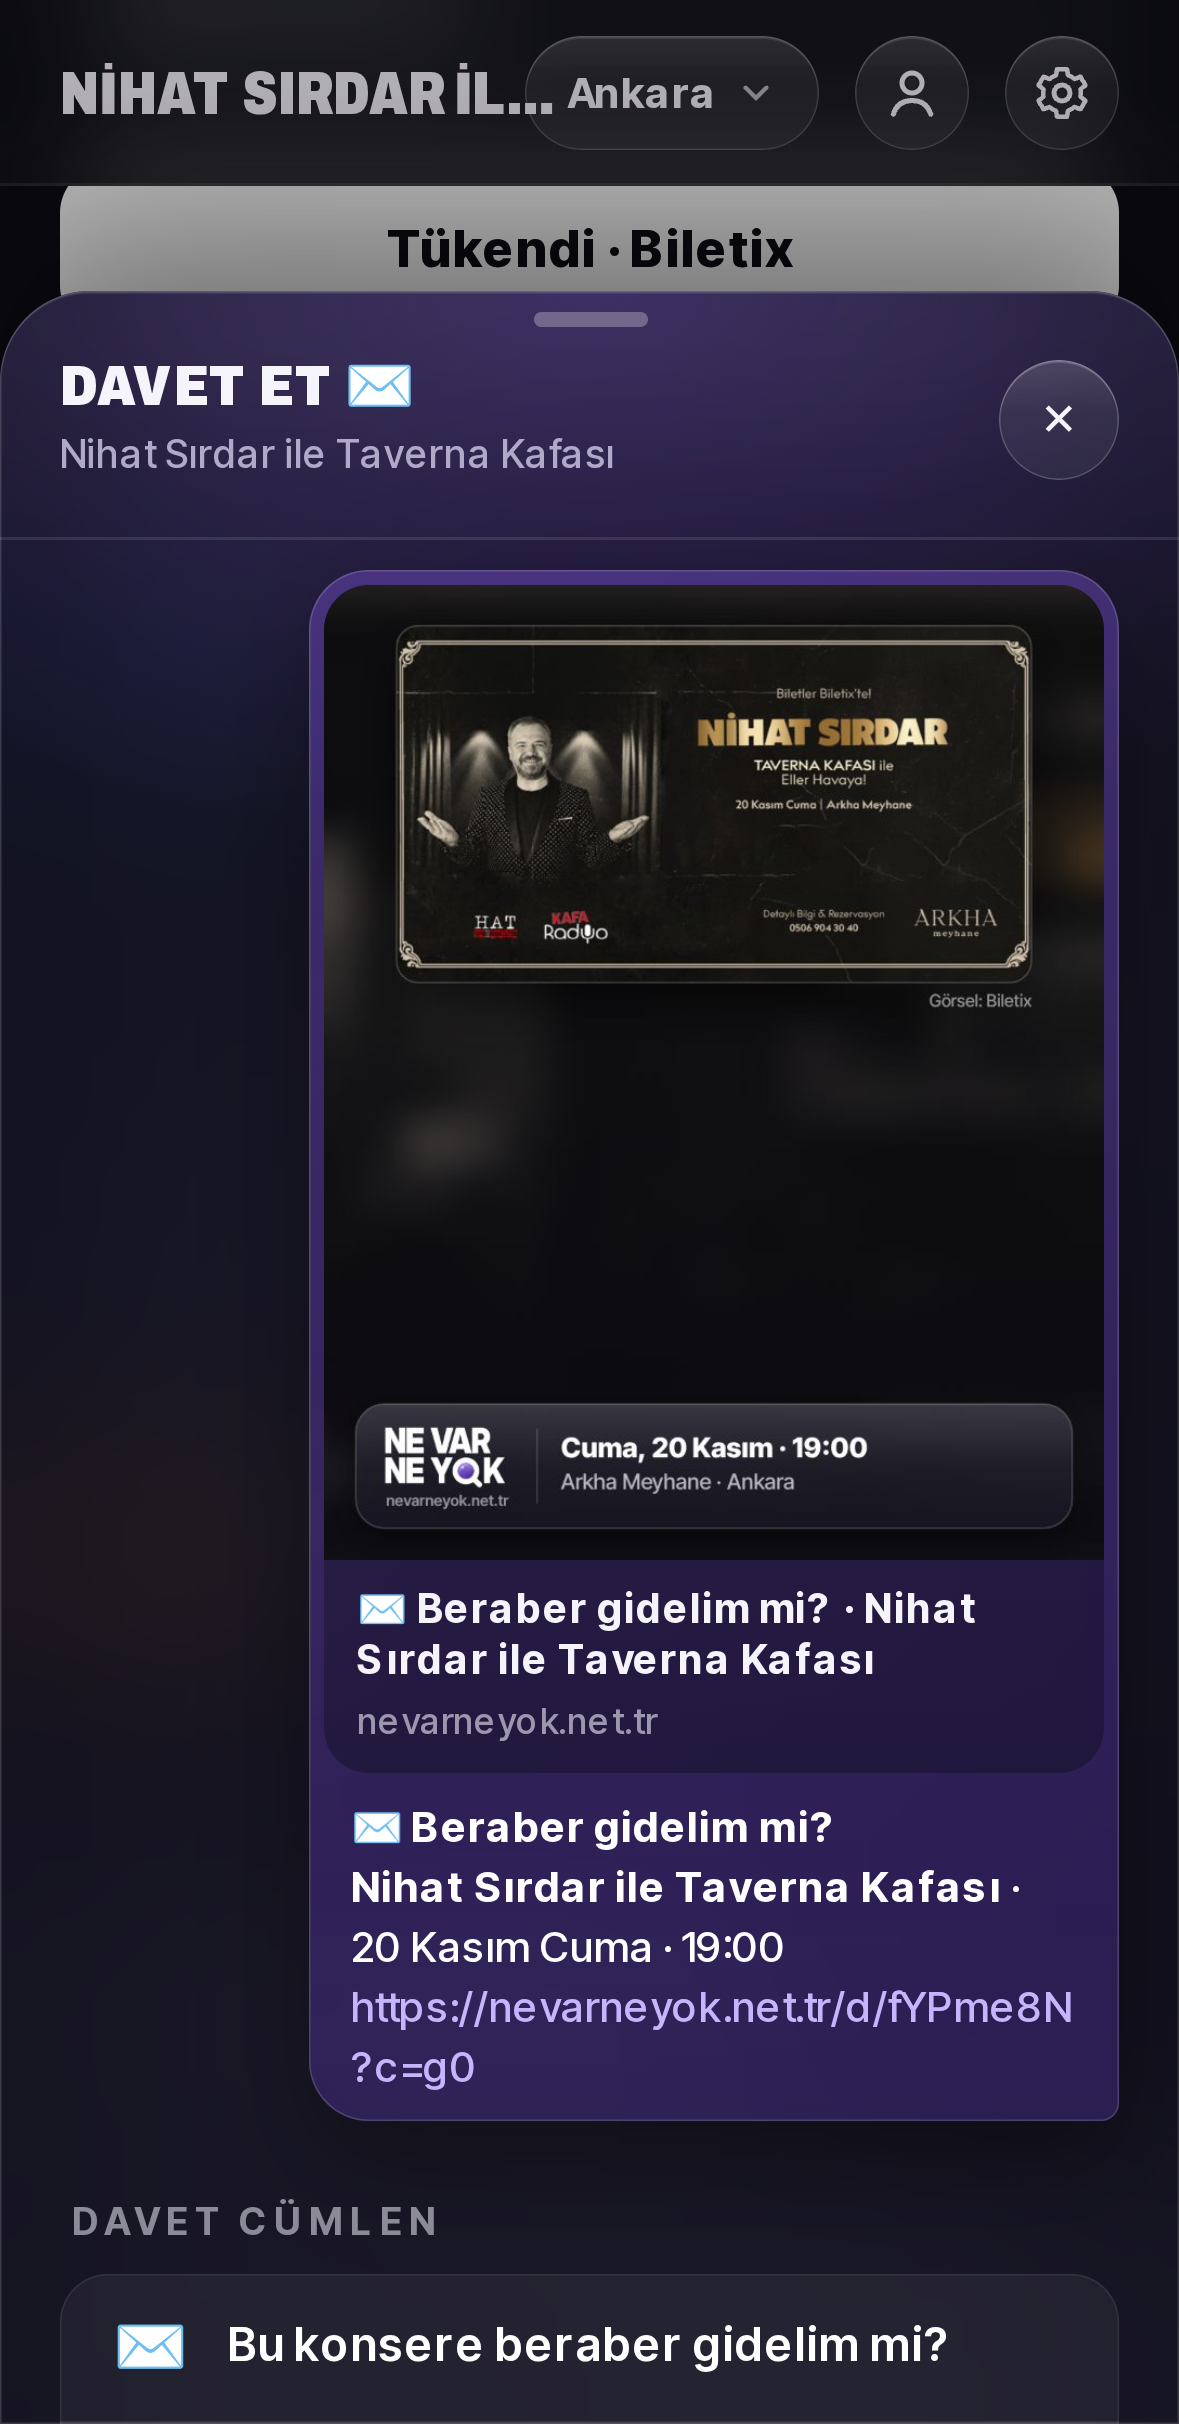 NİHAT SIRDAR İL...
Ankara
Tükendi · Biletix
DAVET ET ✉️
Nihat Sırdar ile Taverna Kafası
Biletler Biletix'te!
NİHAT SIRDAR
TAVERNA KAFASI ile
Eller Havaya!
20 Kasım Cuma | Arkha Meyhane
HAT
KAFA
Radyo
Detaylı Bilgi & Rezervasyon
0506 904 30 40
ARKHA
meyhane
Görsel: Biletix
NE VAR
NE YOK
nevarneyok.net.tr
Cuma, 20 Kasım · 19:00
Arkha Meyhane · Ankara
✉️ Beraber gidelim mi? · Nihat
Sırdar ile Taverna Kafası
nevarneyok.net.tr
✉️ Beraber gidelim mi?
Nihat Sırdar ile Taverna Kafası ·
20 Kasım Cuma · 19:00
https://nevarneyok.net.tr/d/fYPme8N
?c=g0
DAVET CÜMLEN
✉️ Bu konsere beraber gidelim mi?